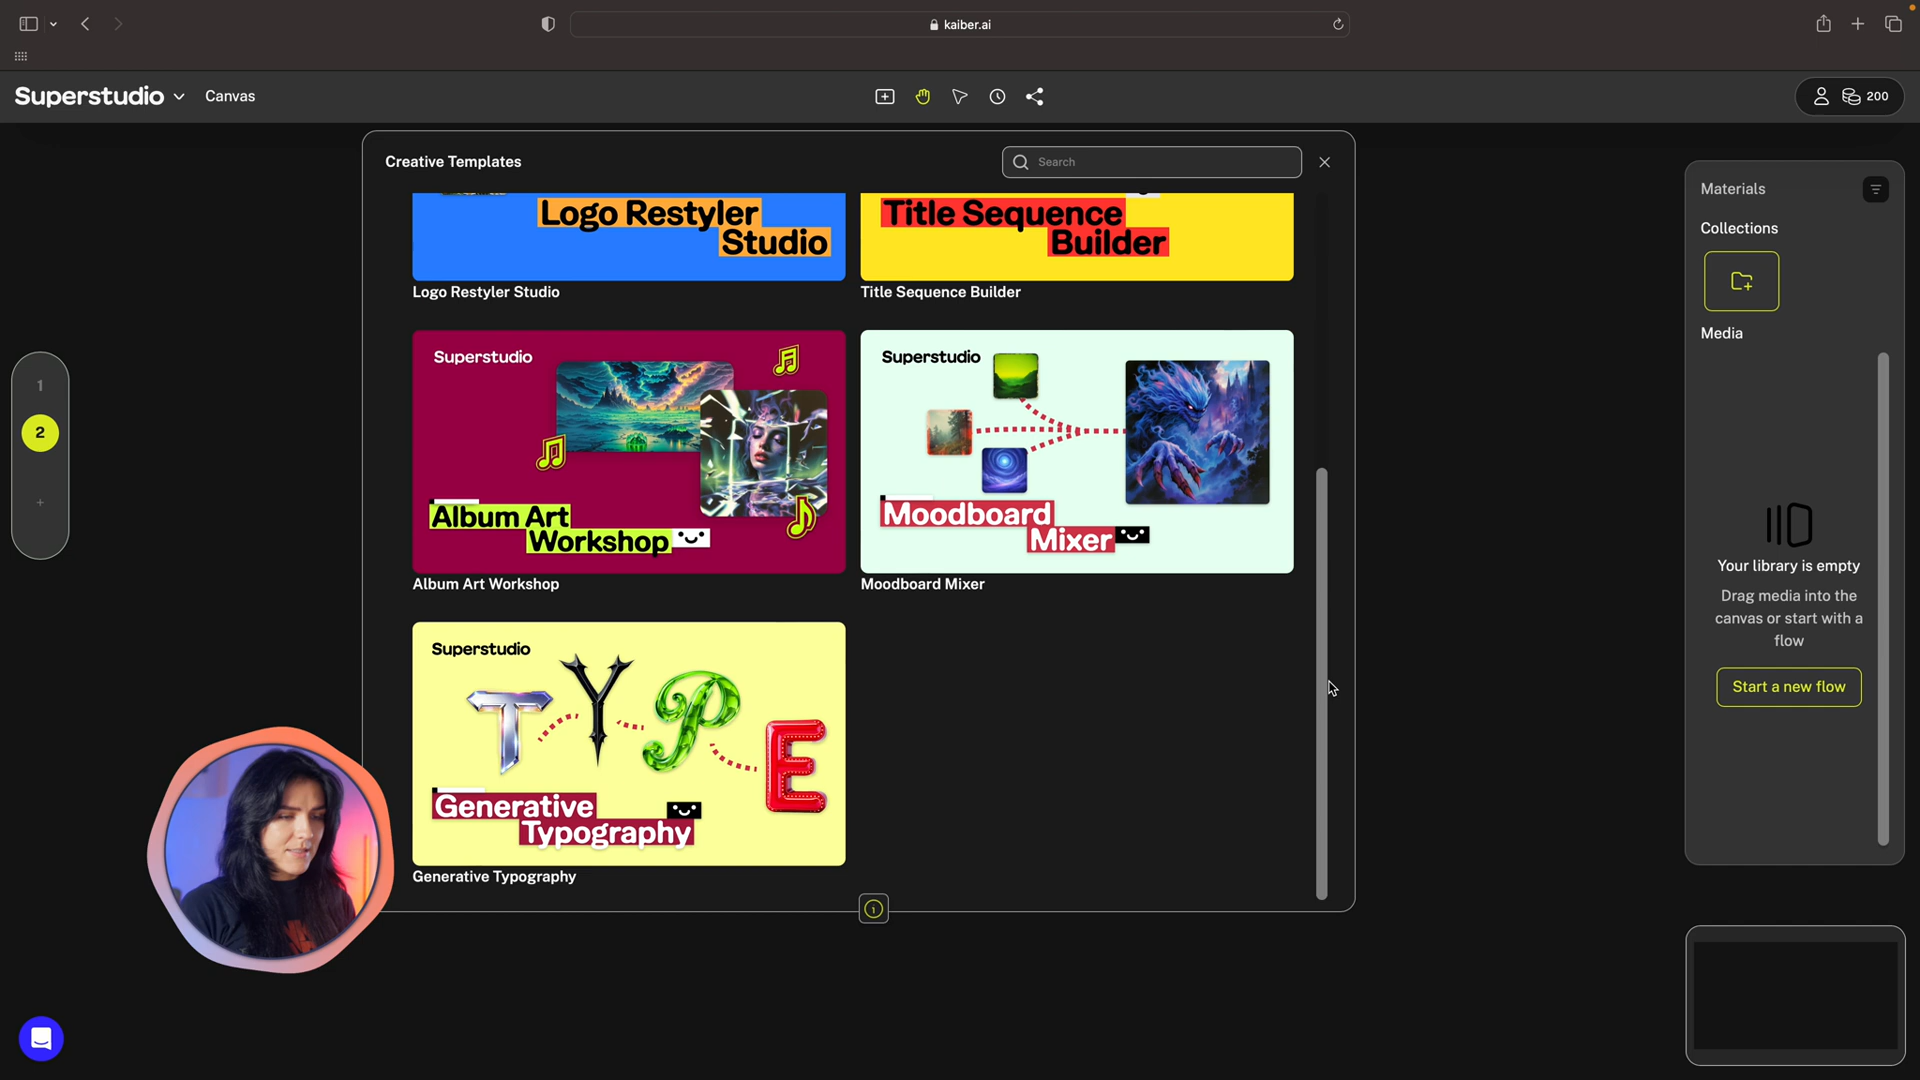 kaiber.ai
Superstudio
Canvas
200
Creative Templates
Search
Logo Restyler
Studio
Logo Restyler Studio
Title Sequence
Builder
Title Sequence Builder
Superstudio
Album Art
Workshop
Album Art Workshop
Superstudio
Moodboard
Mixer
Moodboard Mixer
Superstudio
TYPE
Generative
Typography
Generative Typography
1
2
+
Materials
Collections
Media
Your library is empty
Drag media into the
canvas or start with a
flow
Start a new flow